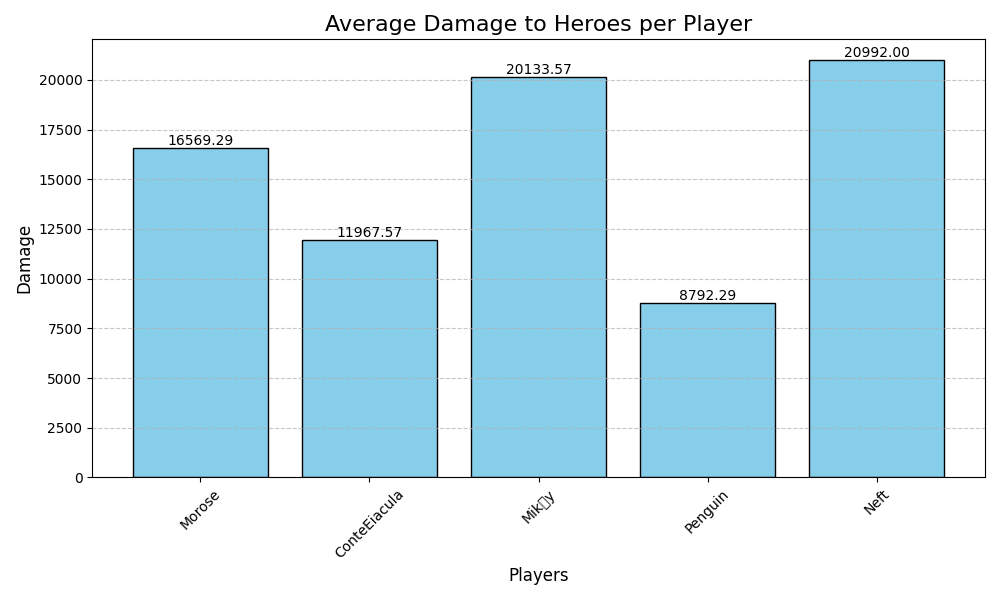 Average Damage to Heroes per Player
Damage
20000
17500
15000
12500
10000
7500
5000
2500
0
16569.29
11967.57
20133.57
8792.29
20992.00
Morose
ConteEiacula
Penguin
Neft
Players